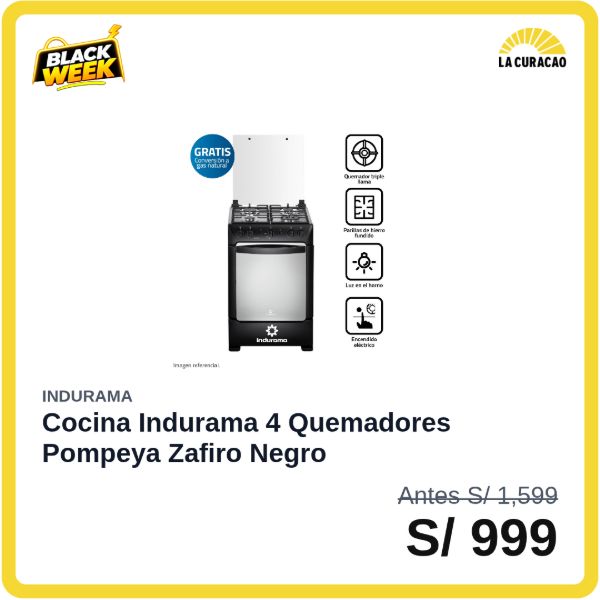 BLACK
WEEK
LA CURACAO
GRATIS
Conversión a
gas natural
Quemador triple
llama
Parillas de hierro
fundido
Luz en el horno
Encendido
eléctrico
Indurama
Imagen referencial.
INDURAMA
Cocina Indurama 4 Quemadores
Pompeya Zafiro Negro
Antes S/ 1,599
S/ 999